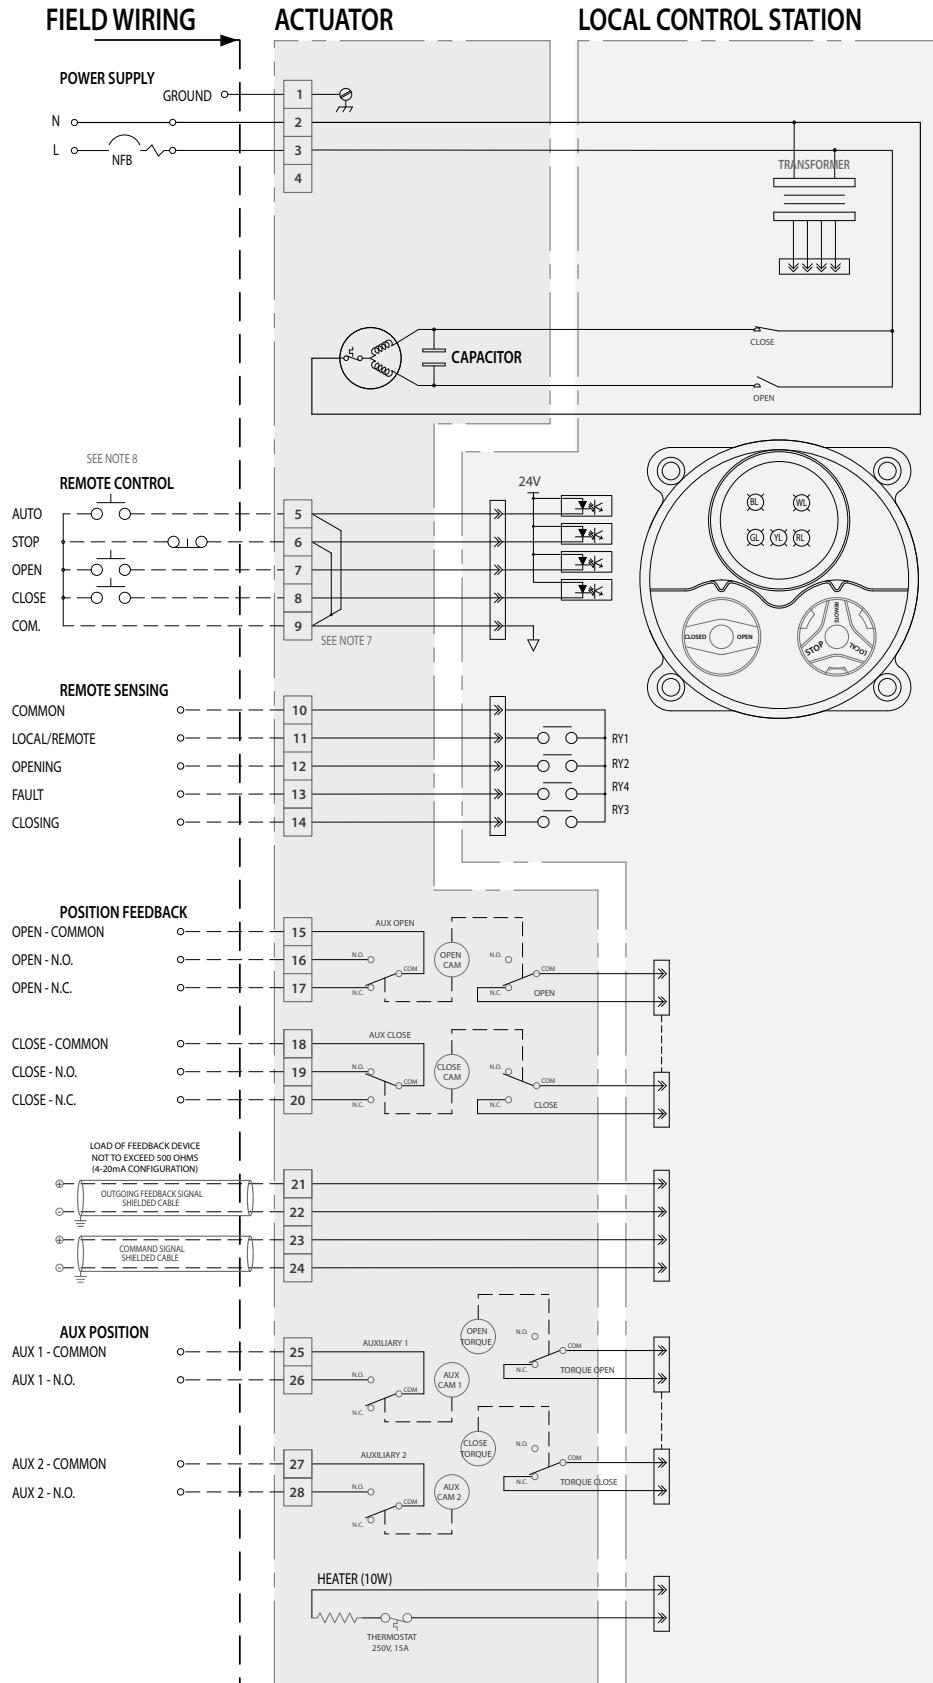 FIELD WIRING
ACTUATOR
LOCAL CONTROL STATION
POWER SUPPLY
GROUND
1
N
2
L
NFB
3
4
TRANSFORMER
CAPACITOR
CLOSE
OPEN
SEE NOTE 8
REMOTE CONTROL
24V
AUTO
5
STOP
6
OPEN
7
CLOSE
8
COM.
9
SEE NOTE 7
BL
WL
GL
YL
RL
CLOSED
OPEN
REMOTE
STOP
LOCAL
REMOTE SENSING
COMMON
10
LOCAL/REMOTE
11
RY1
OPENING
12
RY2
FAULT
13
RY4
CLOSING
14
RY3
POSITION FEEDBACK
OPEN - COMMON
15
AUX OPEN
OPEN - N.O.
16
N.O.
COM
OPEN
CAM
N.O.
COM
OPEN - N.C.
17
N.C.
N.C.
OPEN
CLOSE - COMMON
18
AUX CLOSE
CLOSE - N.O.
19
N.O.
COM
CLOSE
CAM
N.O.
COM
CLOSE - N.C.
20
N.C.
N.C.
CLOSE
LOAD OF FEEDBACK DEVICE
NOT TO EXCEED 500 OHMS
(4-20mA CONFIGURATION)
21
OUTGOING FEEDBACK SIGNAL
SHIELDED CABLE
22
23
COMMAND SIGNAL
SHIELDED CABLE
24
AUX POSITION
OPEN
TORQUE
N.O.
COM
N.C.
TORQUE OPEN
AUX 1 - COMMON
25
AUXILIARY 1
AUX 1 - N.O.
26
N.O.
COM
N.C.
AUX
CAM 1
CLOSE
TORQUE
N.O.
COM
N.C.
TORQUE CLOSE
AUX 2 - COMMON
27
AUXILIARY 2
AUX 2 - N.O.
28
N.O.
COM
N.C.
AUX
CAM 2
HEATER (10W)
THERMOSTAT
250V, 15A